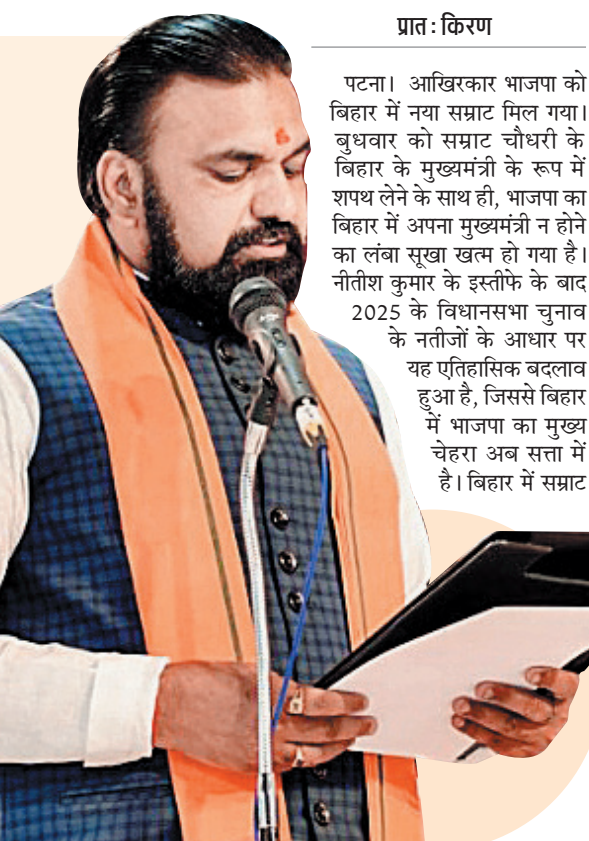 प्रात : किरण
पटना। आखिरकार भाजपा को
बिहार में नया सम्राट मिल गया।
बुधवार को सम्राट चौधरी के
बिहार के मुख्यमंत्री के रूप में
शपथ लेने के साथ ही, भाजपा का
बिहार में अपना मुख्यमंत्री न होने
का लंबा सूखा खत्म हो गया है।
नीतीश कुमार के इस्तीफे के बाद
2025 के विधानसभा चुनाव
के नतीजों के आधार पर
यह एतिहासिक बदलाव
हुआ है, जिससे बिहार
में भाजपा का मुख्य
चेहरा अब सत्ता में
है। बिहार में सम्राट